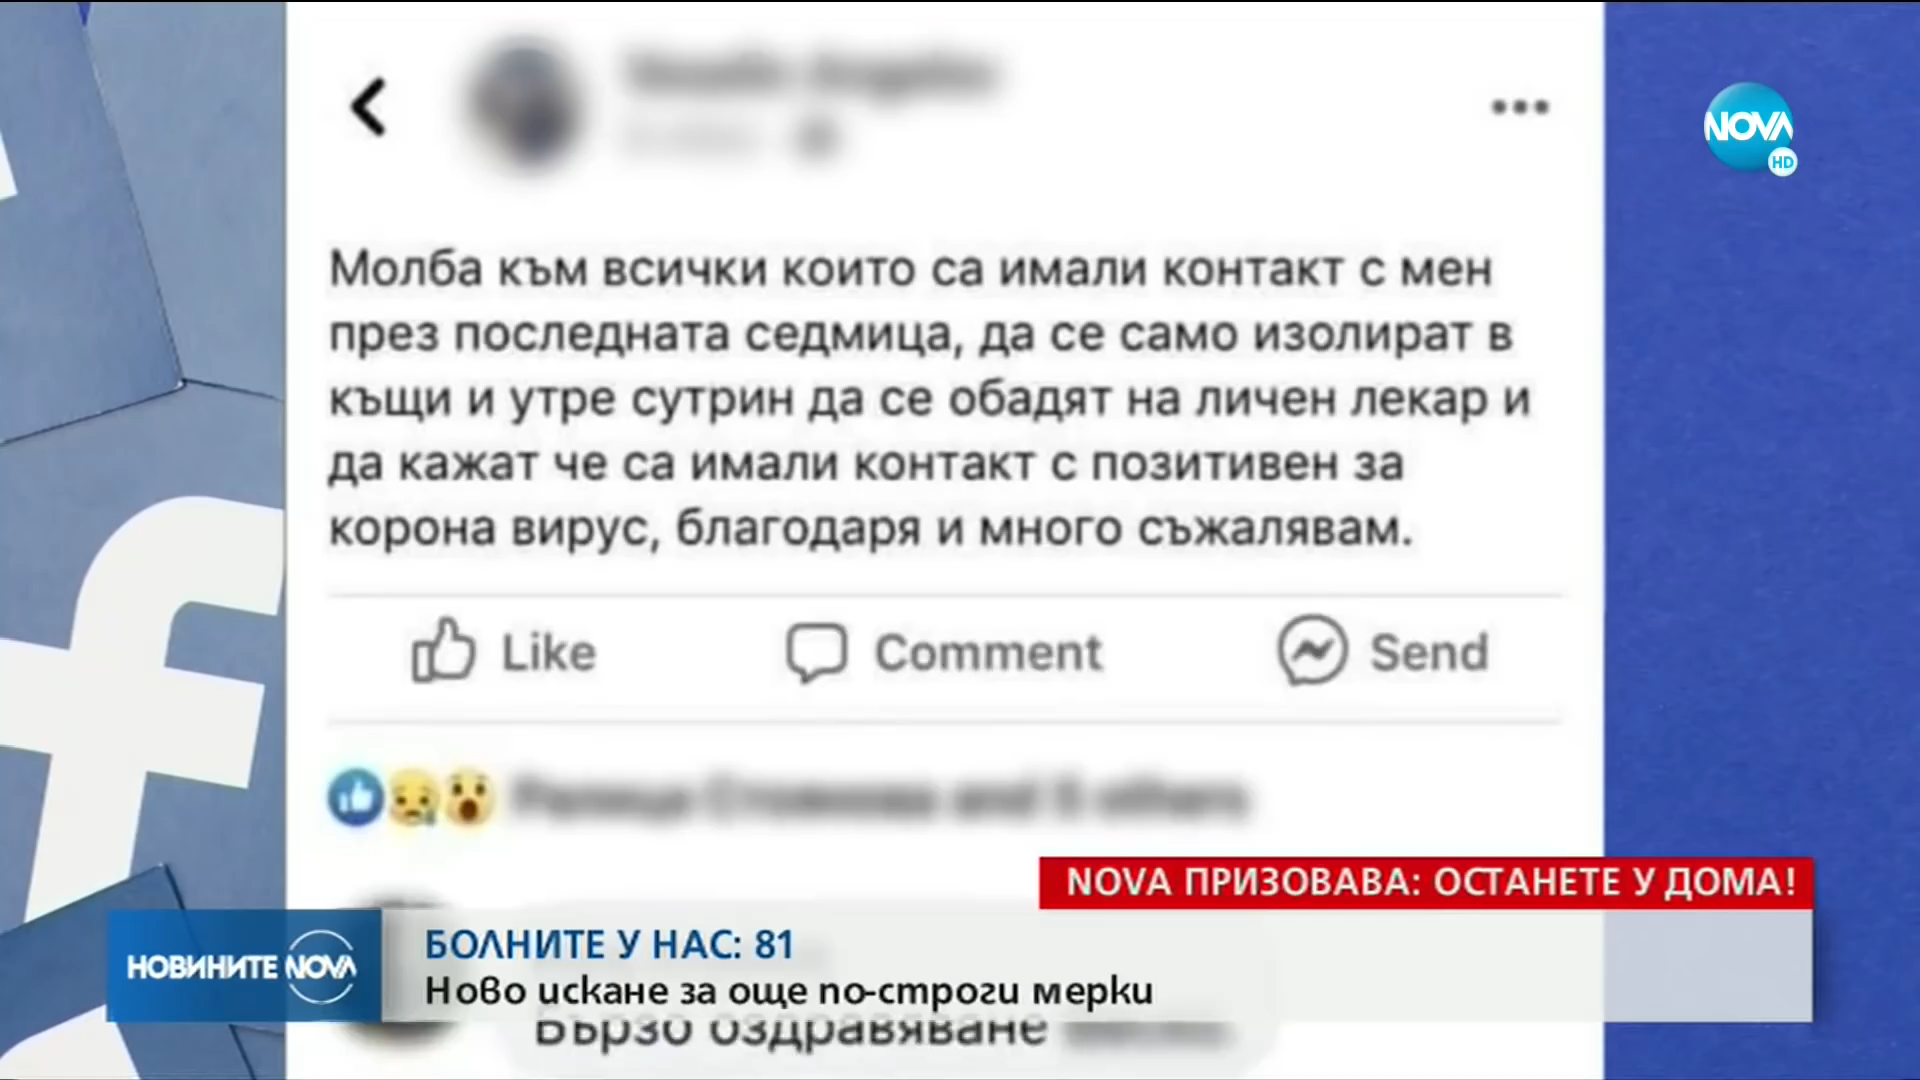 NOVA
HD
Молба към всички които са имали контакт с мен
през последната седмица, да се само изолират в
къщи и утре сутрин да се обадят на личен лекар и
да кажат че са имали контакт с позитивен за
корона вирус, благодаря и много съжалявам.
Like Comment Send
NOVA ПРИЗОВАВА: ОСТАНЕТЕ У ДОМА!
НОВИНИТЕ NOVA
БОЛНИТЕ У НАС: 81
Ново искане за още по-строги мерки
Бързо оздравяване